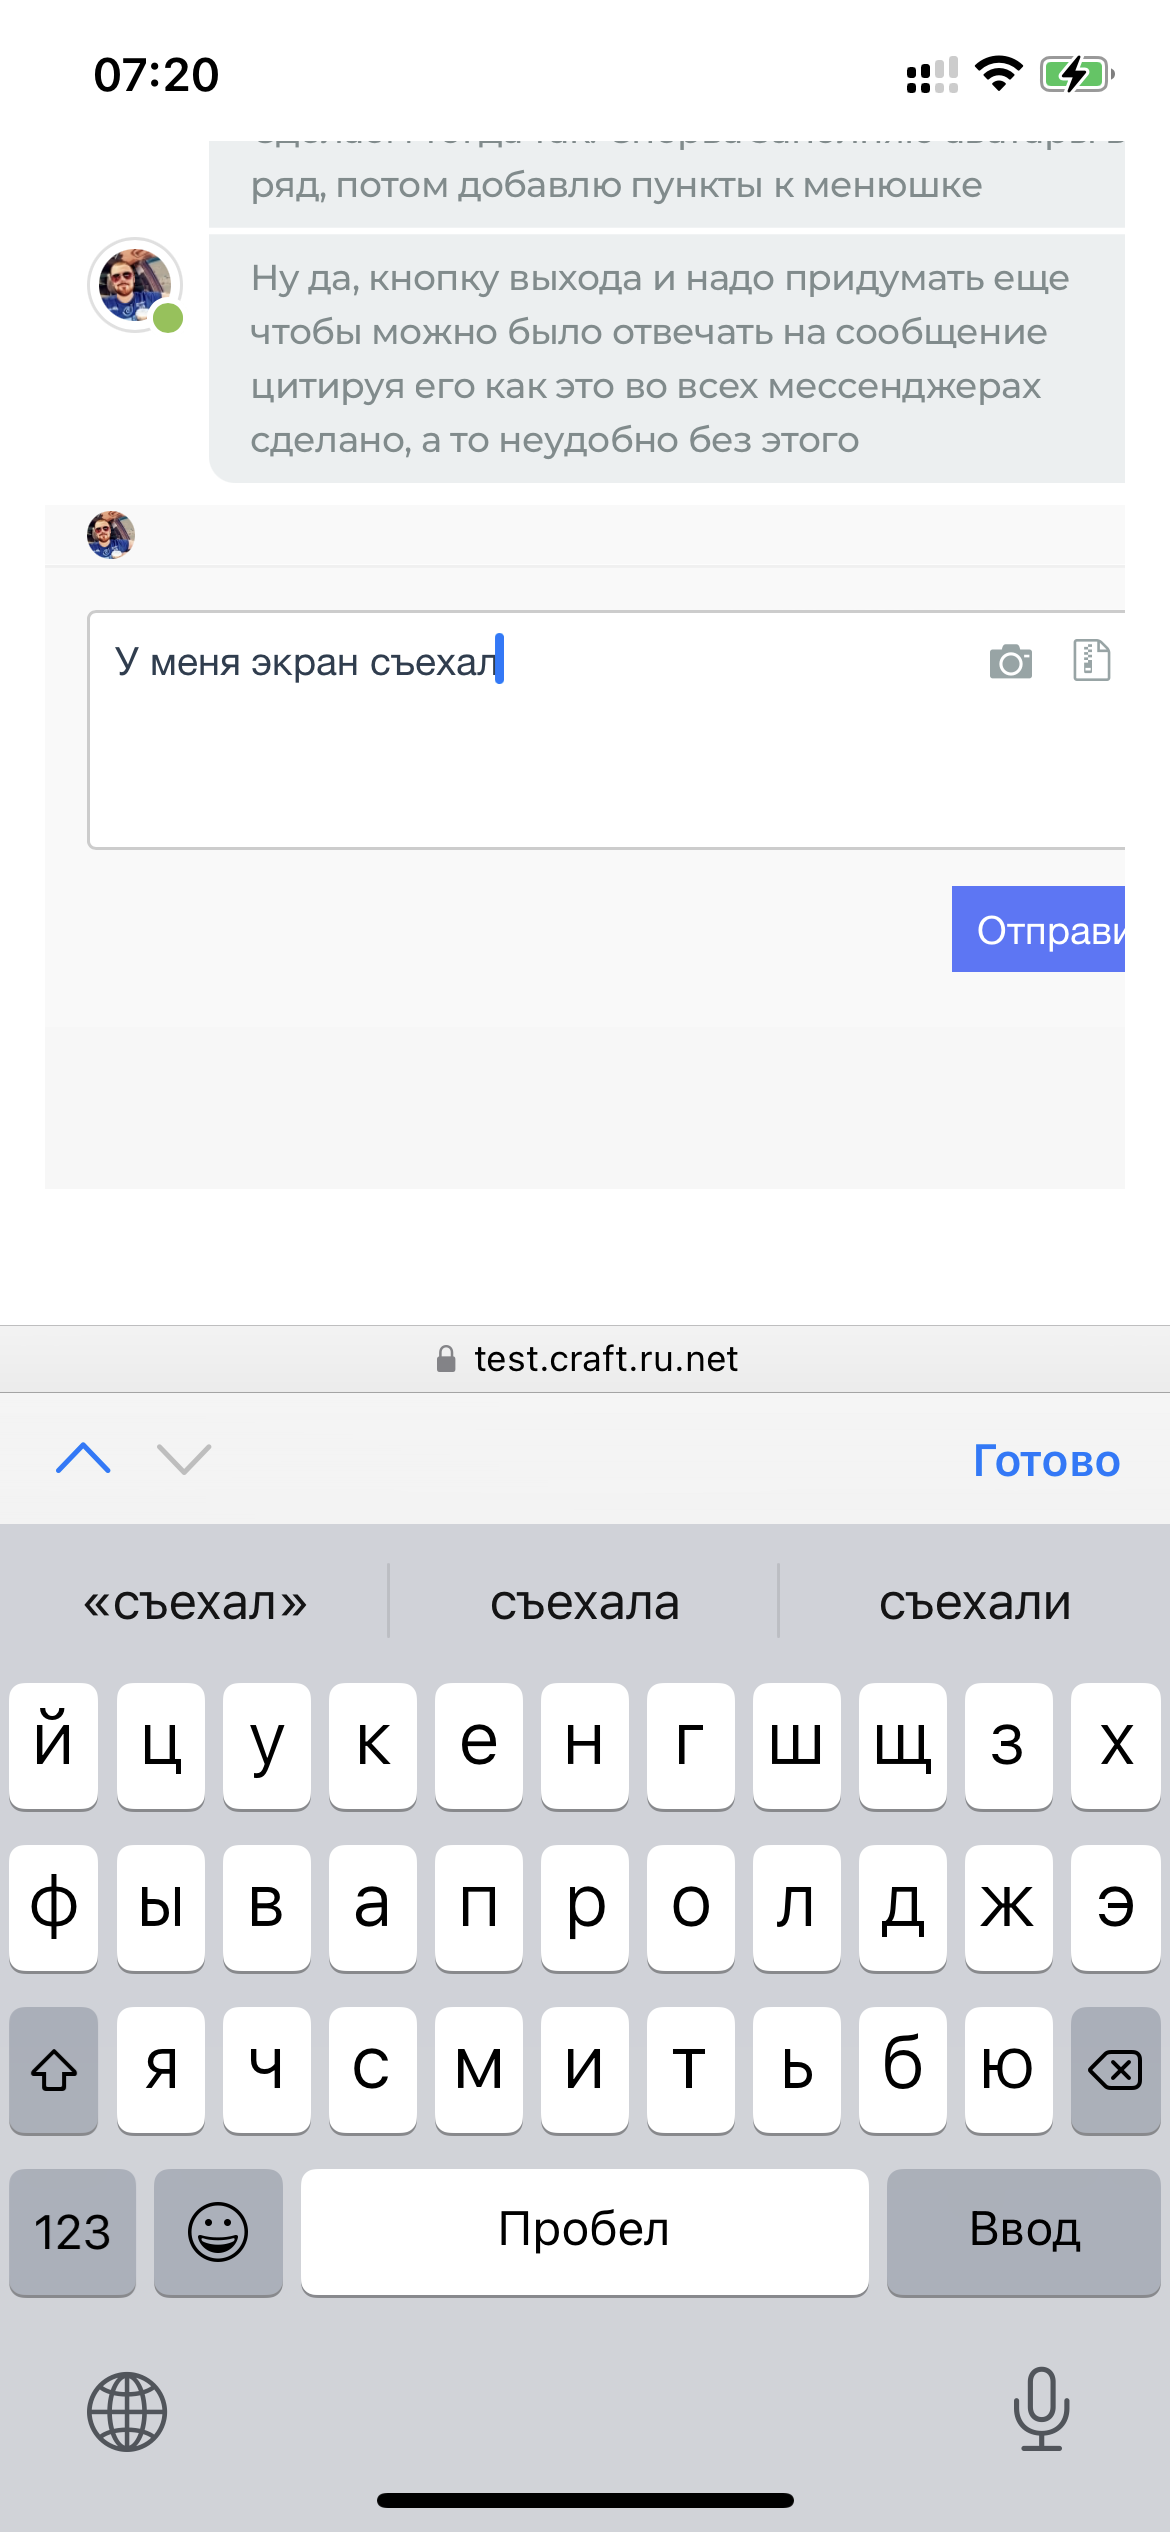 07:20
ряд, потом добавлю пункты к менюшке
Ну да, кнопку выхода и надо придумать еще
чтобы можно было отвечать на сообщение
цитируя его как это во всех мессенджерах
сделано, а то неудобно без этого
У меня экран съехал
Отправи
test.craft.ru.net
Готово
«съехал» съехала съехали
й ц у к е н г ш щ з х
ф ы в а п р о л д ж э
я ч с м и т ь б ю
123 Пробел Ввод